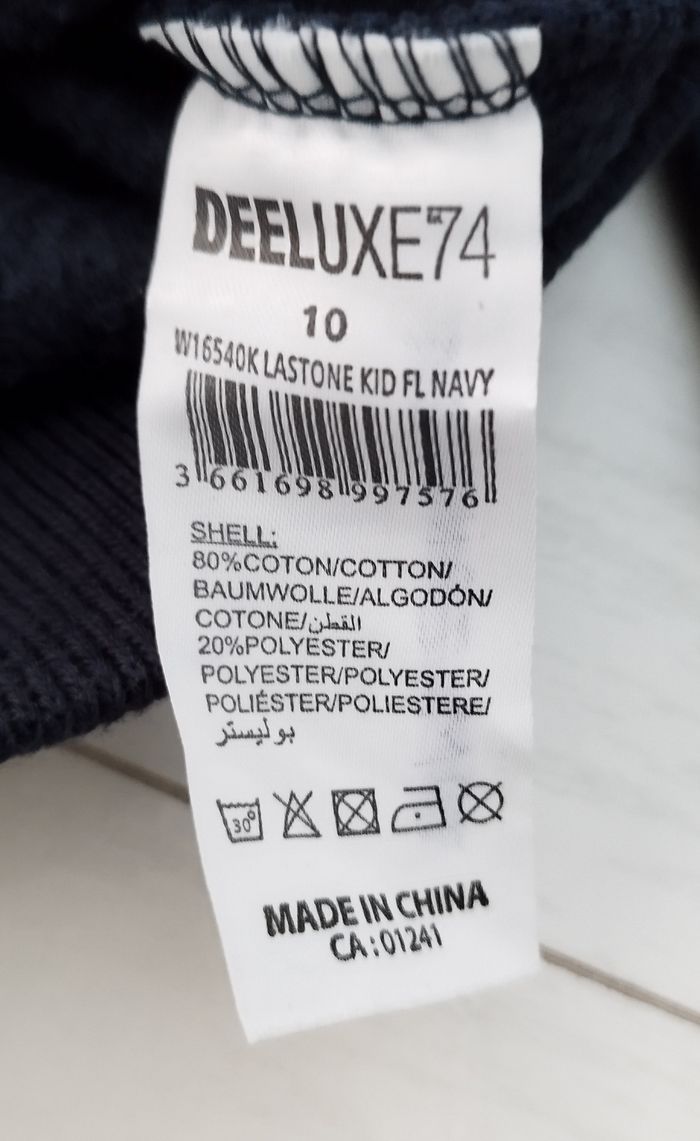 DEELUXE74
10
W16540K LASTONE KID FL NAVY
3 661698 997576
SHELL:
80%COTON/COTTON/
BAUMWOLLE/ALGODÓN/
COTONE/القطن
20%POLYESTER/
POLYESTER/POLYESTER/
POLIÉSTER/POLIESTERE/
بوليستر
30°
MADE IN CHINA
CA:01241